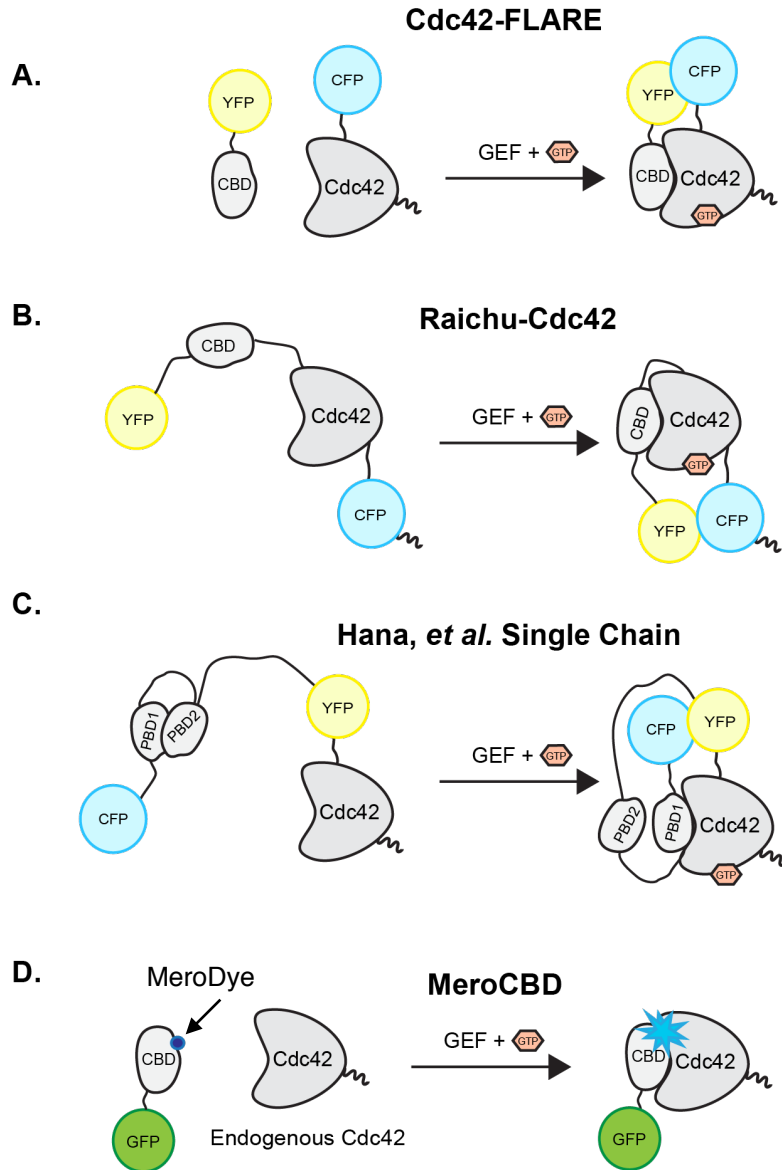 Cdc42-FLARE
A.
YFP
CFP
CBD
Cdc42
GEF + GTP
YFP
CFP
CBD
Cdc42
GTP
B.
Raichu-Cdc42
YFP
CBD
Cdc42
CFP
GEF + GTP
CBD
Cdc42
GTP
YFP
CFP
C.
Hana, et al. Single Chain
PBD1
PBD2
YFP
CFP
Cdc42
GEF + GTP
CFP
YFP
PBD2
PBD1
Cdc42
GTP
D.
MeroDye
MeroCBD
CBD
Cdc42
GFP
Endogenous Cdc42
GEF + GTP
CBD
Cdc42
GFP